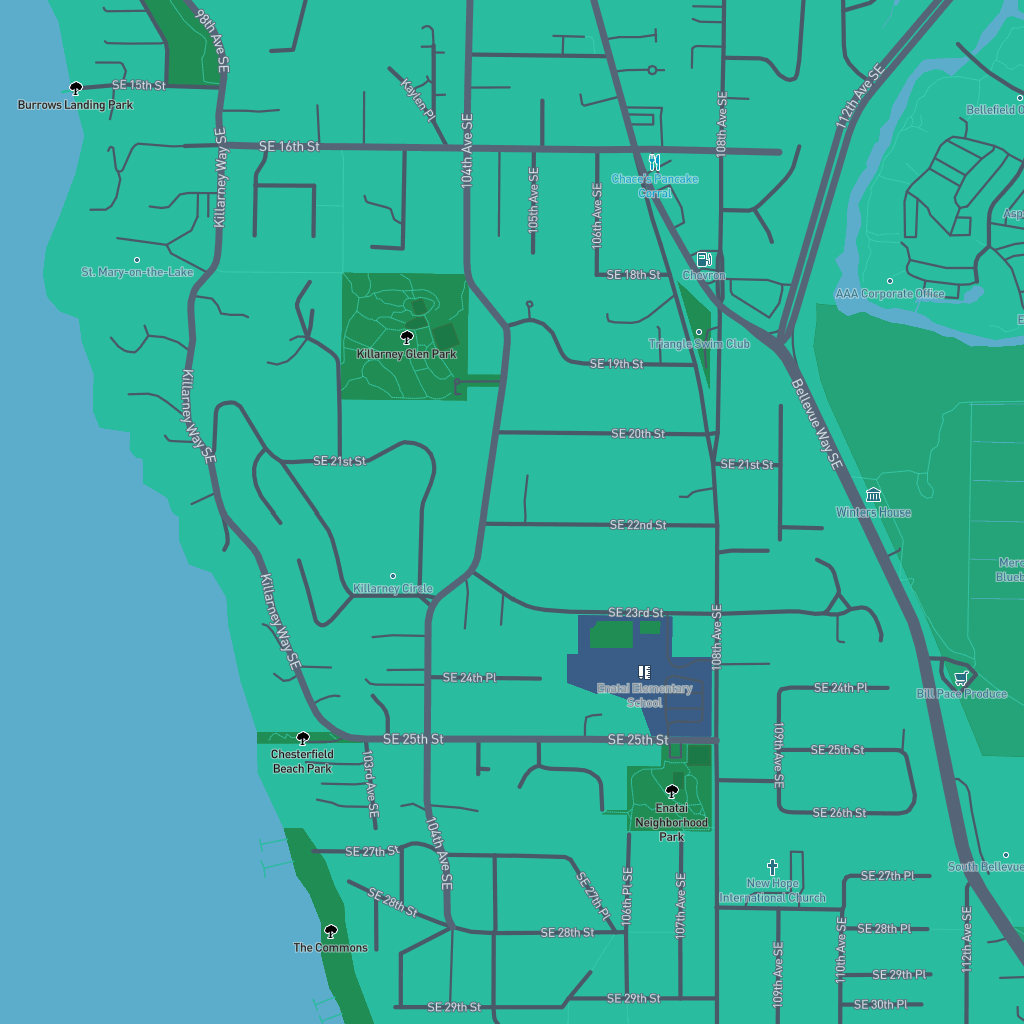 98th Ave SE
SE 15th St
Burrows Landing Park
Kaylen Pl
104th Ave SE
108th Ave SE
112th Ave SE
Killarney Way SE
SE 16th St
Chace's Pancake
Corral
105th Ave SE
106th Ave SE
St. Mary-on-the-Lake
SE 18th St
Chevron
AAA Corporate Office
Killarney Glen Park
Triangle Swim Club
SE 19th St
Killarney Way SE
Bellevue Way SE
SE 20th St
SE 21st St
SE 21st St
Winters House
SE 22nd St
Killarney Circle
Killarney Way SE
SE 23rd St
108th Ave SE
SE 24th Pl
Enatai Elementary
School
SE 24th Pl
Bill Pace Produce
SE 25th St
SE 25th St
109th Ave SE
SE 25th St
Chesterfield
Beach Park
103rd Ave SE
Enatai
Neighborhood
Park
SE 26th St
104th Ave SE
SE 27th St
South Bellevue
New Hope
International Church
SE 27th Pl
SE 27th Pl
SE 28th St
106th Pl SE
107th Ave SE
SE 28th St
SE 28th Pl
The Commons
109th Ave SE
110th Ave SE
112th Ave SE
SE 29th Pl
SE 29th St
SE 29th St
SE 30th Pl